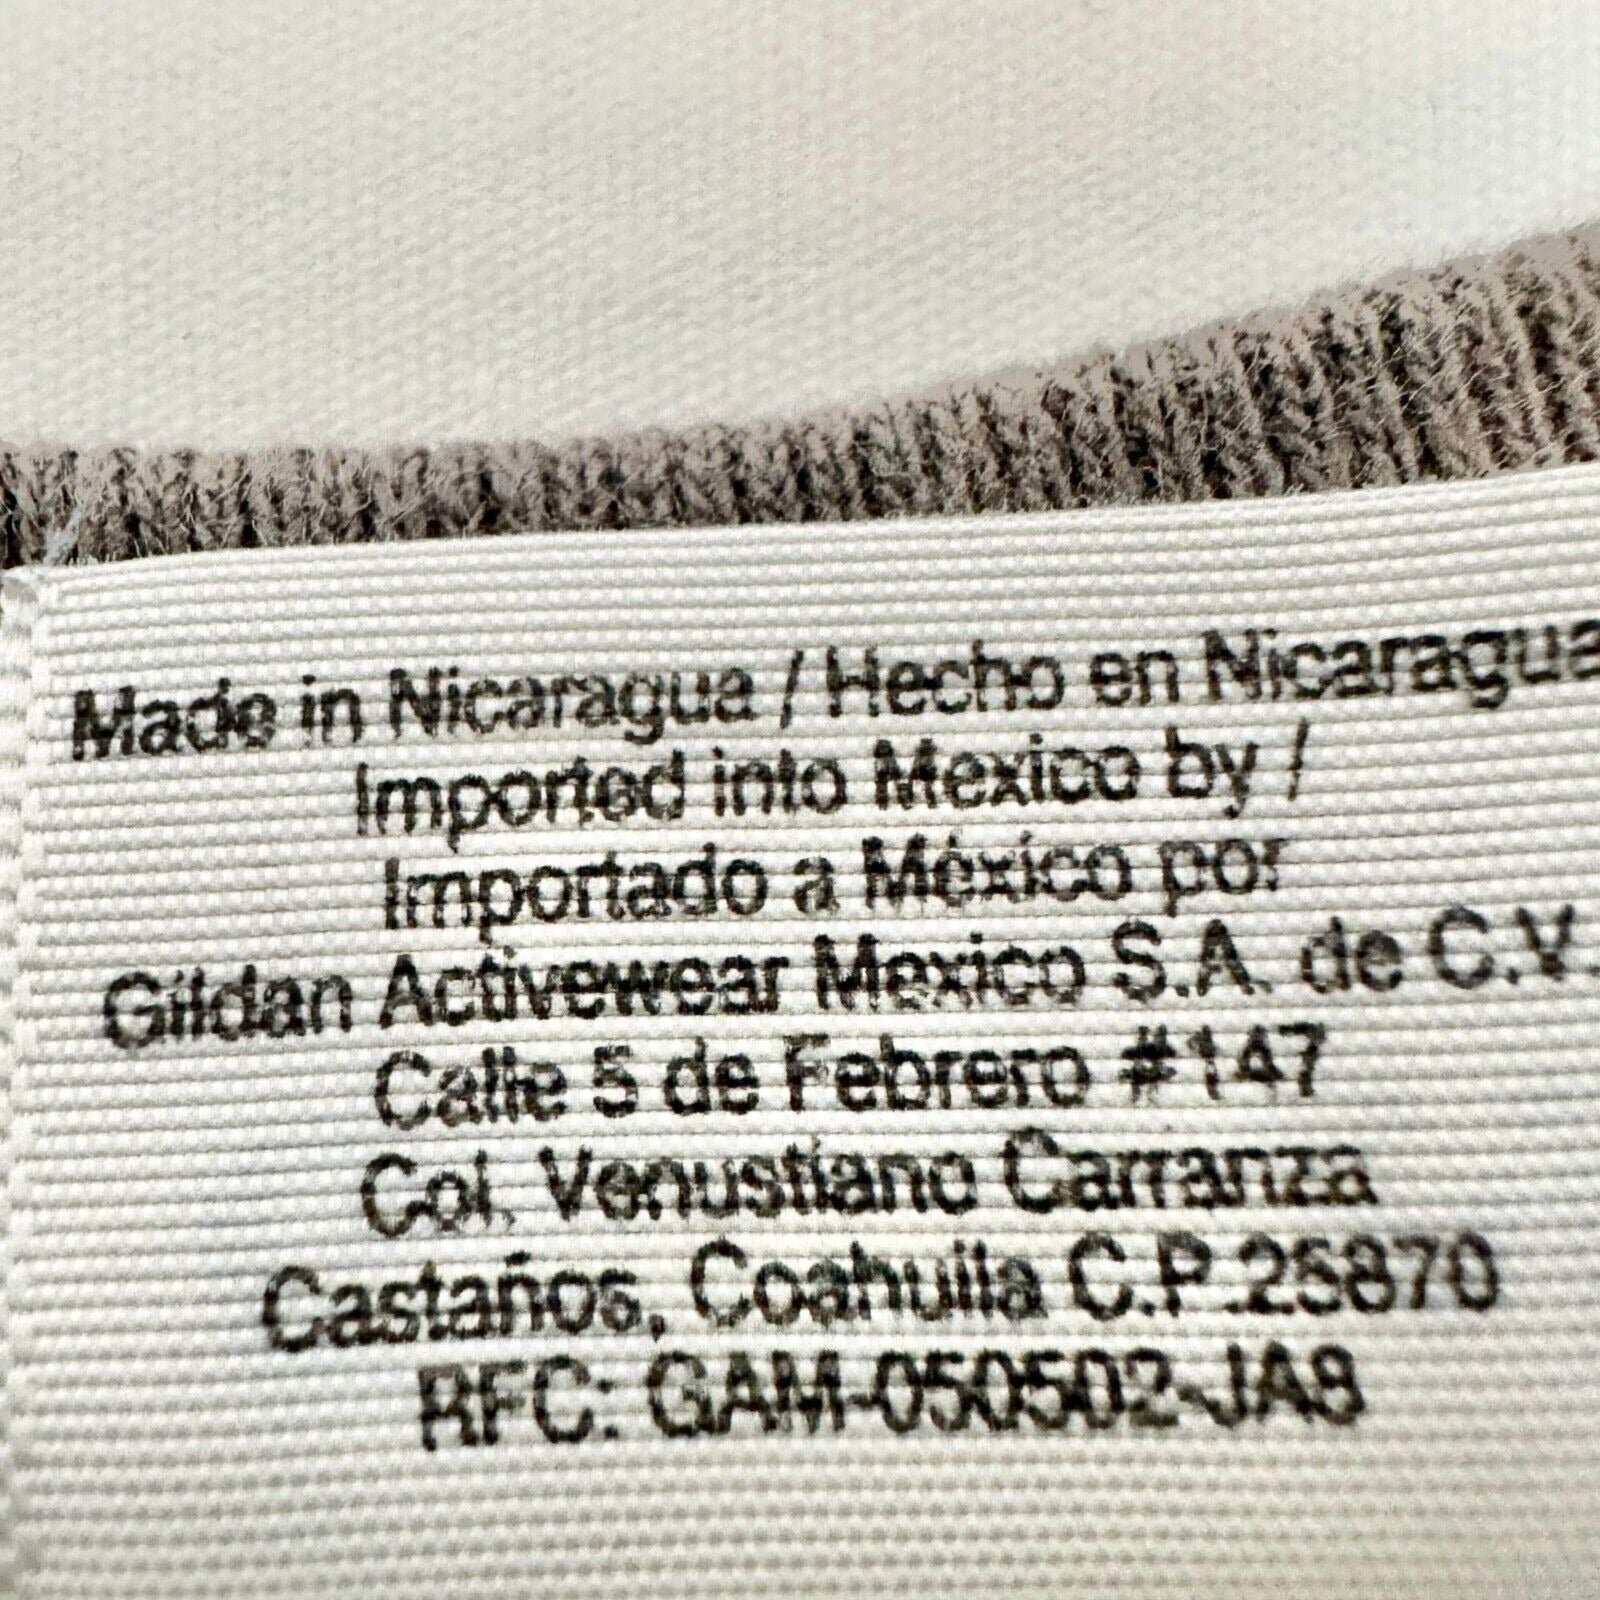 Made in Nicaragua / Hecho en Nicaragua
Imported into Mexico by /
Importado a México por
Gildan Activewear Mexico S.A. de C.V.
Calle 5 de Febrero #147
Col. Venustiano Carranza
Castaños, Coahuila C.P.25870
RFC: GAM-050502-JA8